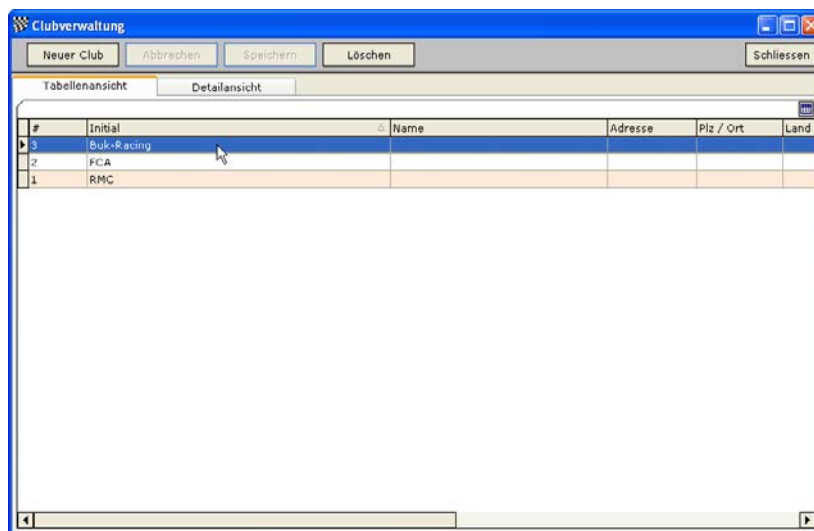 Clubverwaltung
Neuer Club Abbrechen Speichern Löschen Schliessen
Tabellenansicht Detailansicht
# Initial Name Adresse Plz / Ort Land
3 Buk-Racing
2 FCA
1 RMC